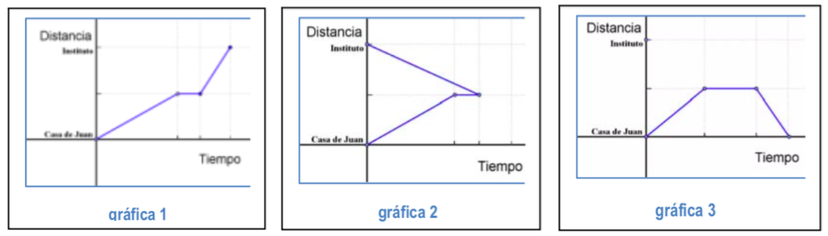 Distancia
Instituto
Casa de Juan
Tiempo
gráfica 1
Distancia
Instituto
Casa de Juan
Tiempo
gráfica 2
Distancia
Instituto
Casa de Juan
Tiempo
gráfica 3